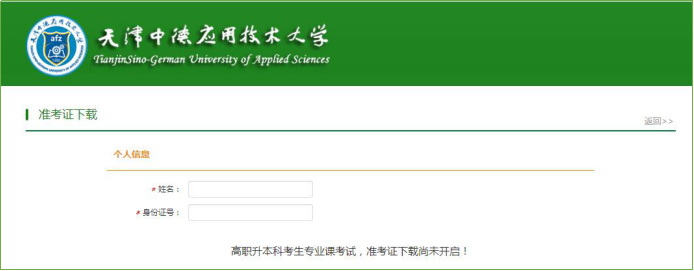 天津中德应用技术大学
TianjinSino-German University of Applied Sciences
准考证下载
返回>>
个人信息
* 姓名：
* 身份证号：
高职升本科考生专业课考试，准考证下载尚未开启！